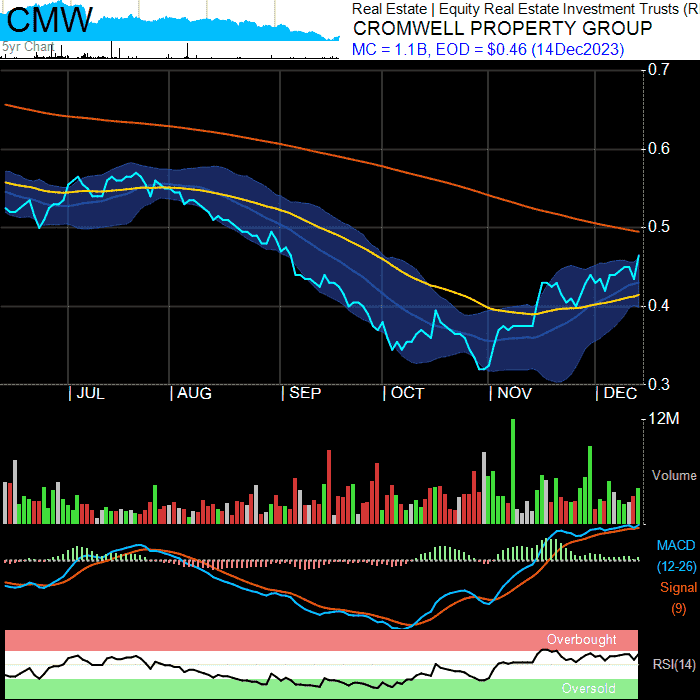 CMW
5yr Chart
Real Estate | Equity Real Estate Investment Trusts (R
CROMWELL PROPERTY GROUP
MC = 1.1B, EOD = $0.46 (14Dec2023)
0.7
0.6
0.5
0.4
0.3
JUL AUG SEP OCT NOV DEC
12M
Volume
MACD
(12-26)
Signal
(9)
Overbought
RSI(14)
Oversold